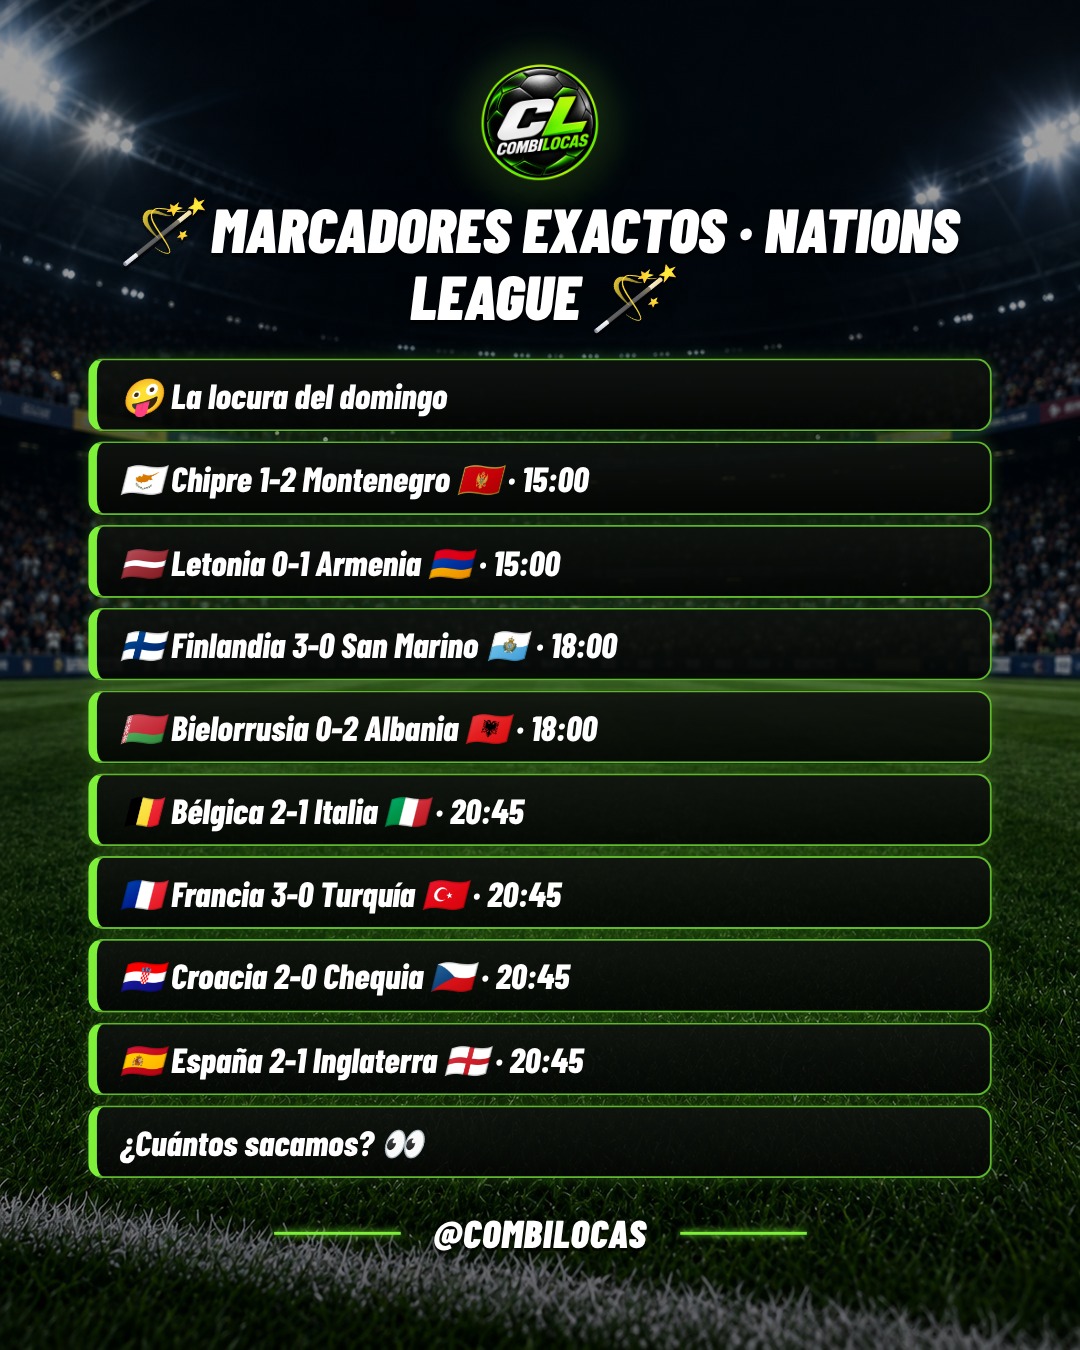 CL
COMBILOCAS
🪄 MARCADORES EXACTOS · NATIONS
LEAGUE 🪄
🤪 La locura del domingo
🇨🇾 Chipre 1-2 Montenegro 🇲🇪 · 15:00
🇱🇻 Letonia 0-1 Armenia 🇦🇲 · 15:00
🇫🇮 Finlandia 3-0 San Marino 🇸🇲 · 18:00
🇧🇾 Bielorrusia 0-2 Albania 🇦🇱 · 18:00
🇧🇪 Bélgica 2-1 Italia 🇮🇹 · 20:45
🇫🇷 Francia 3-0 Turquía 🇹🇷 · 20:45
🇭🇷 Croacia 2-0 Chequia 🇨🇿 · 20:45
🇪🇸 España 2-1 Inglaterra 🏴󠁧󠁢󠁥󠁮󠁧󠁿 · 20:45
¿Cuántos sacamos? 👀
@COMBILOCAS